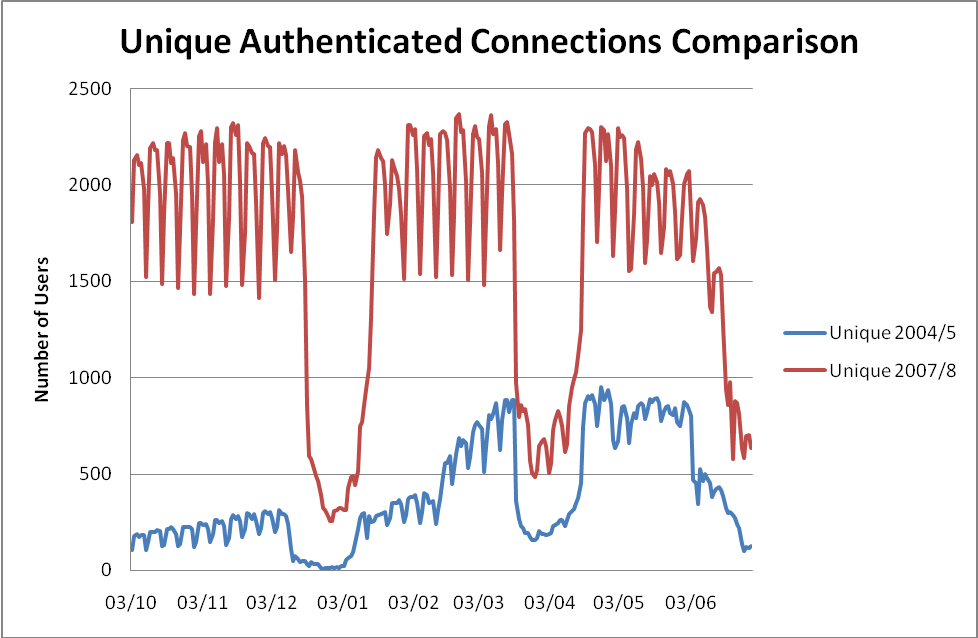 Unique Authenticated Connections Comparison
2500
2000
1500
1000
500
0
Number of Users
03/10 03/11 03/12 03/01 03/02 03/03 03/04 03/05 03/06
Unique 2004/5
Unique 2007/8